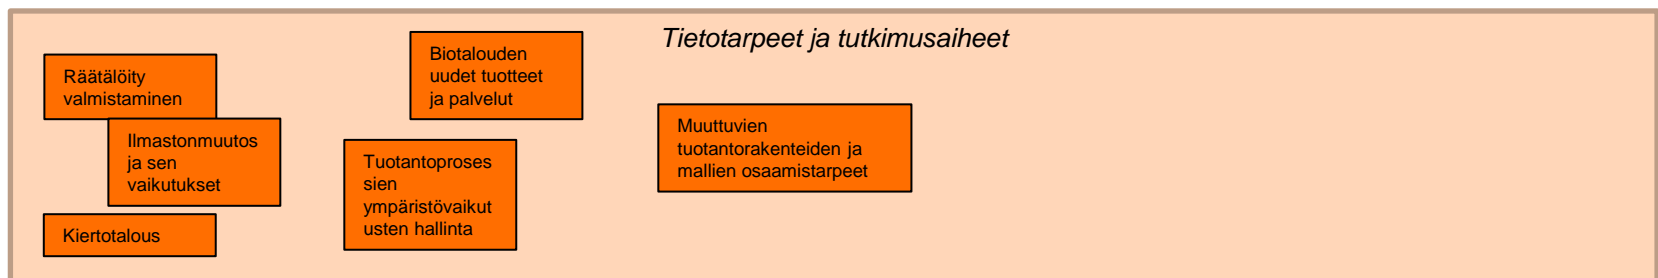 Tietotarpeet ja tutkimusaiheet
Räätälöity
valmistaminen
Ilmastonmuutos
ja sen
vaikutukset
Kiertotalous
Biotalouden
uudet tuotteet
ja palvelut
Tuotantoproses
sien
ympäristövaikut
usten hallinta
Muuttuvien
tuotantorakenteiden ja
mallien osaamistarpeet